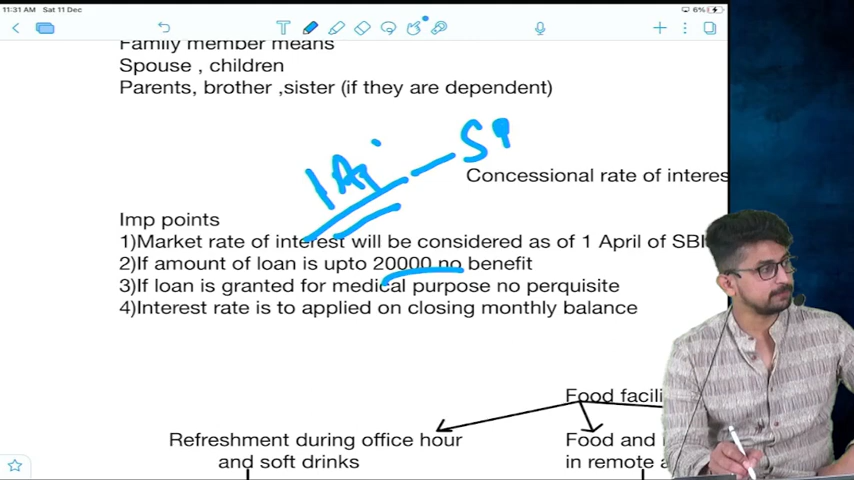 11:31 AM Sat 11 Dec
6%
Family member means
Spouse , children
Parents, brother ,sister (if they are dependent)
1 Apr
Concessional rate of interes
Imp points
1)Market rate of interest will be considered as of 1 April of SBI
2)If amount of loan is upto 20000 no benefit
3)If loan is granted for medical purpose no perquisite
4)Interest rate is to applied on closing monthly balance
Food facili
Refreshment during office hour
and soft drinks
Food and
in remote a